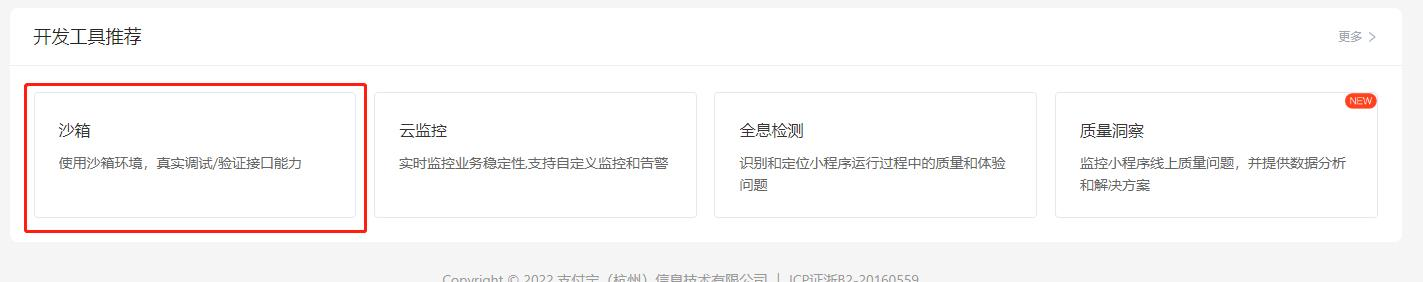 开发工具推荐
更多 >
沙箱
使用沙箱环境，真实调试/验证接口能力
云监控
实时监控业务稳定性,支持自定义监控和告警
全息检测
识别和定位小程序运行过程中的质量和体验
问题
NEW
质量洞察
监控小程序线上质量问题，并提供数据分析
和解决方案
Copyright © 2022 支付宝（杭州）信息技术有限公司 | ICP证浙B2-20160559